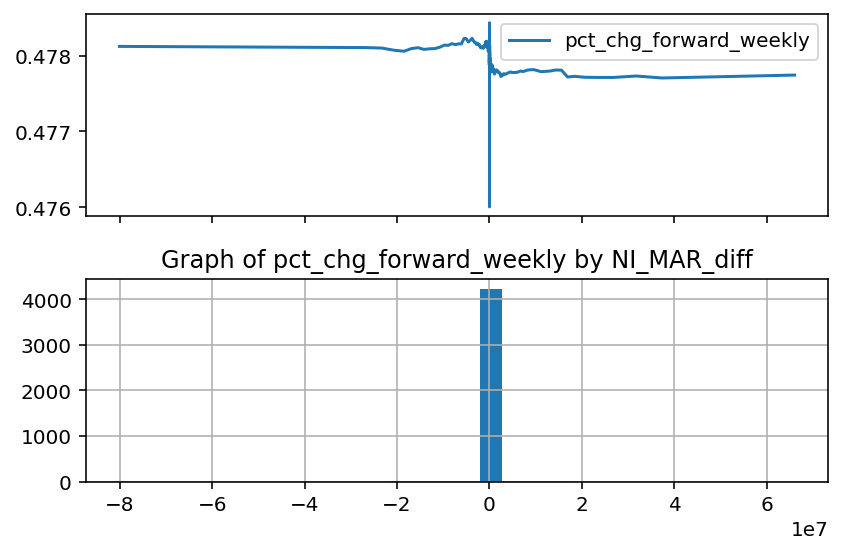 0.478
0.477
0.476
pct_chg_forward_weekly
Graph of pct_chg_forward_weekly by NI_MAR_diff
4000
3000
2000
1000
0
−8 −6 −4 −2 0 2 4 6
1e7